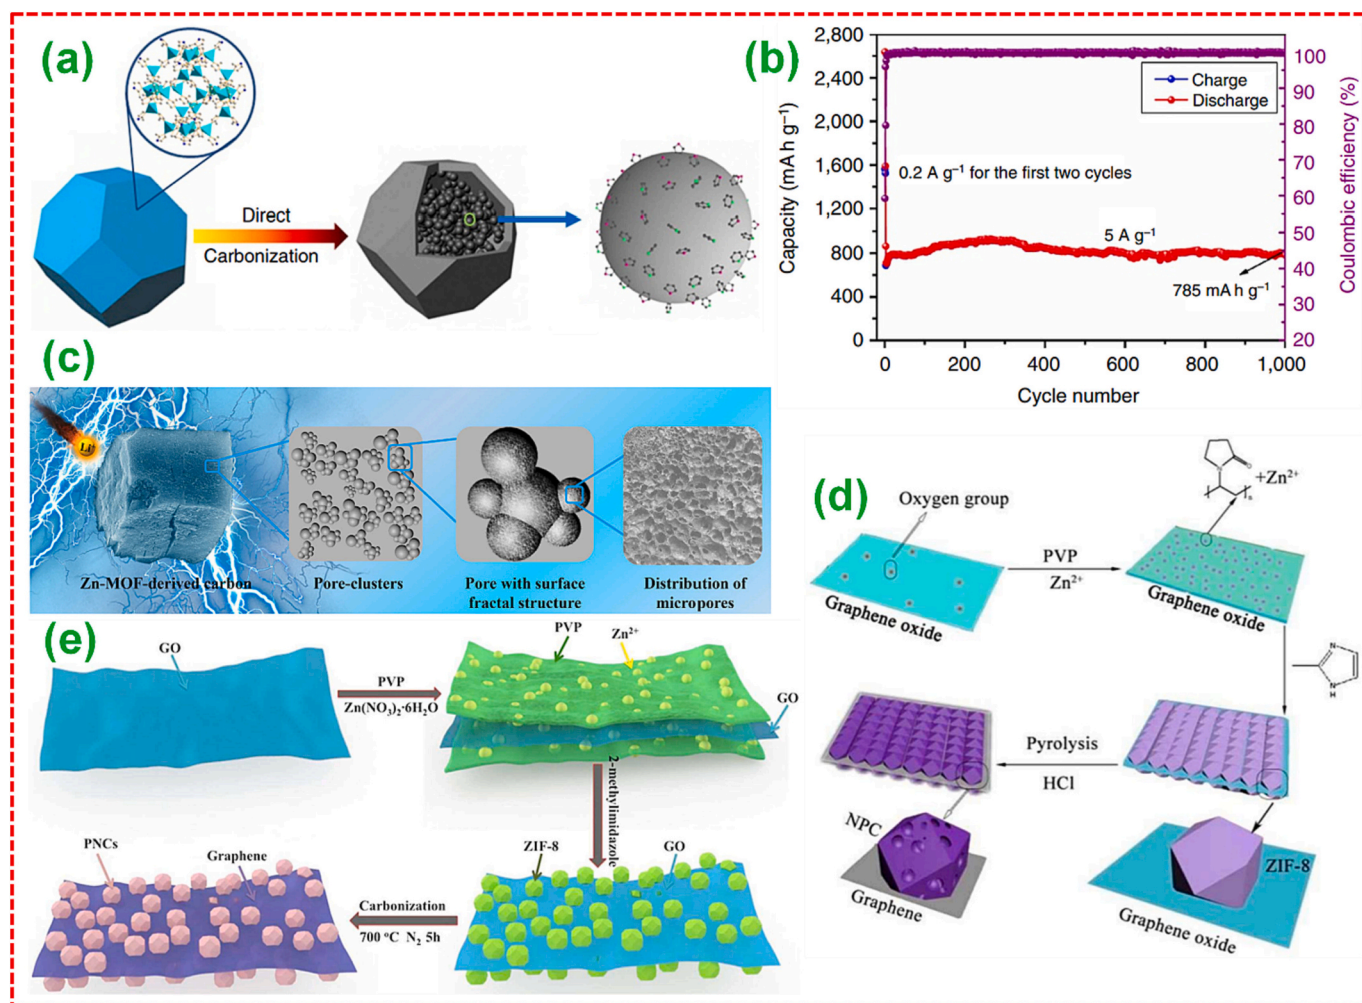 (a)
Direct
Carbonization
(b)
2,800
2,400
2,000
1,600
1,200
800
400
0
Capacity (mA h g⁻¹)
Charge
Discharge
0.2 A g⁻¹ for the first two cycles
5 A g⁻¹
785 mA h g⁻¹
100
90
80
70
60
50
40
30
20
Coulombic efficiency (%)
0
200
400
600
800
1,000
Cycle number
(c)
Li⁺
Zn-MOF-derived carbon
Pore-clusters
Pore with surface
fractal structure
Distribution of
micropores
(d)
Oxygen group
Graphene oxide
PVP
Zn²⁺
N
O
n
+Zn²⁺
Graphene oxide
N
N
H
Pyrolysis
HCl
NPC
Graphene
ZIF-8
Graphene oxide
(e)
GO
PVP
Zn(NO₃)₂·6H₂O
PVP
Zn²⁺
GO
2-methylimidazole
ZIF-8
GO
Carbonization
700 °C N₂ 5h
PNCs
Graphene